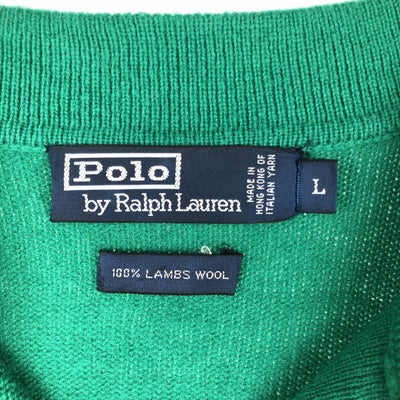 Polo
by Ralph Lauren
MADE IN
HONG KONG OF
ITALIAN YARN
L
100% LAMBS WOOL